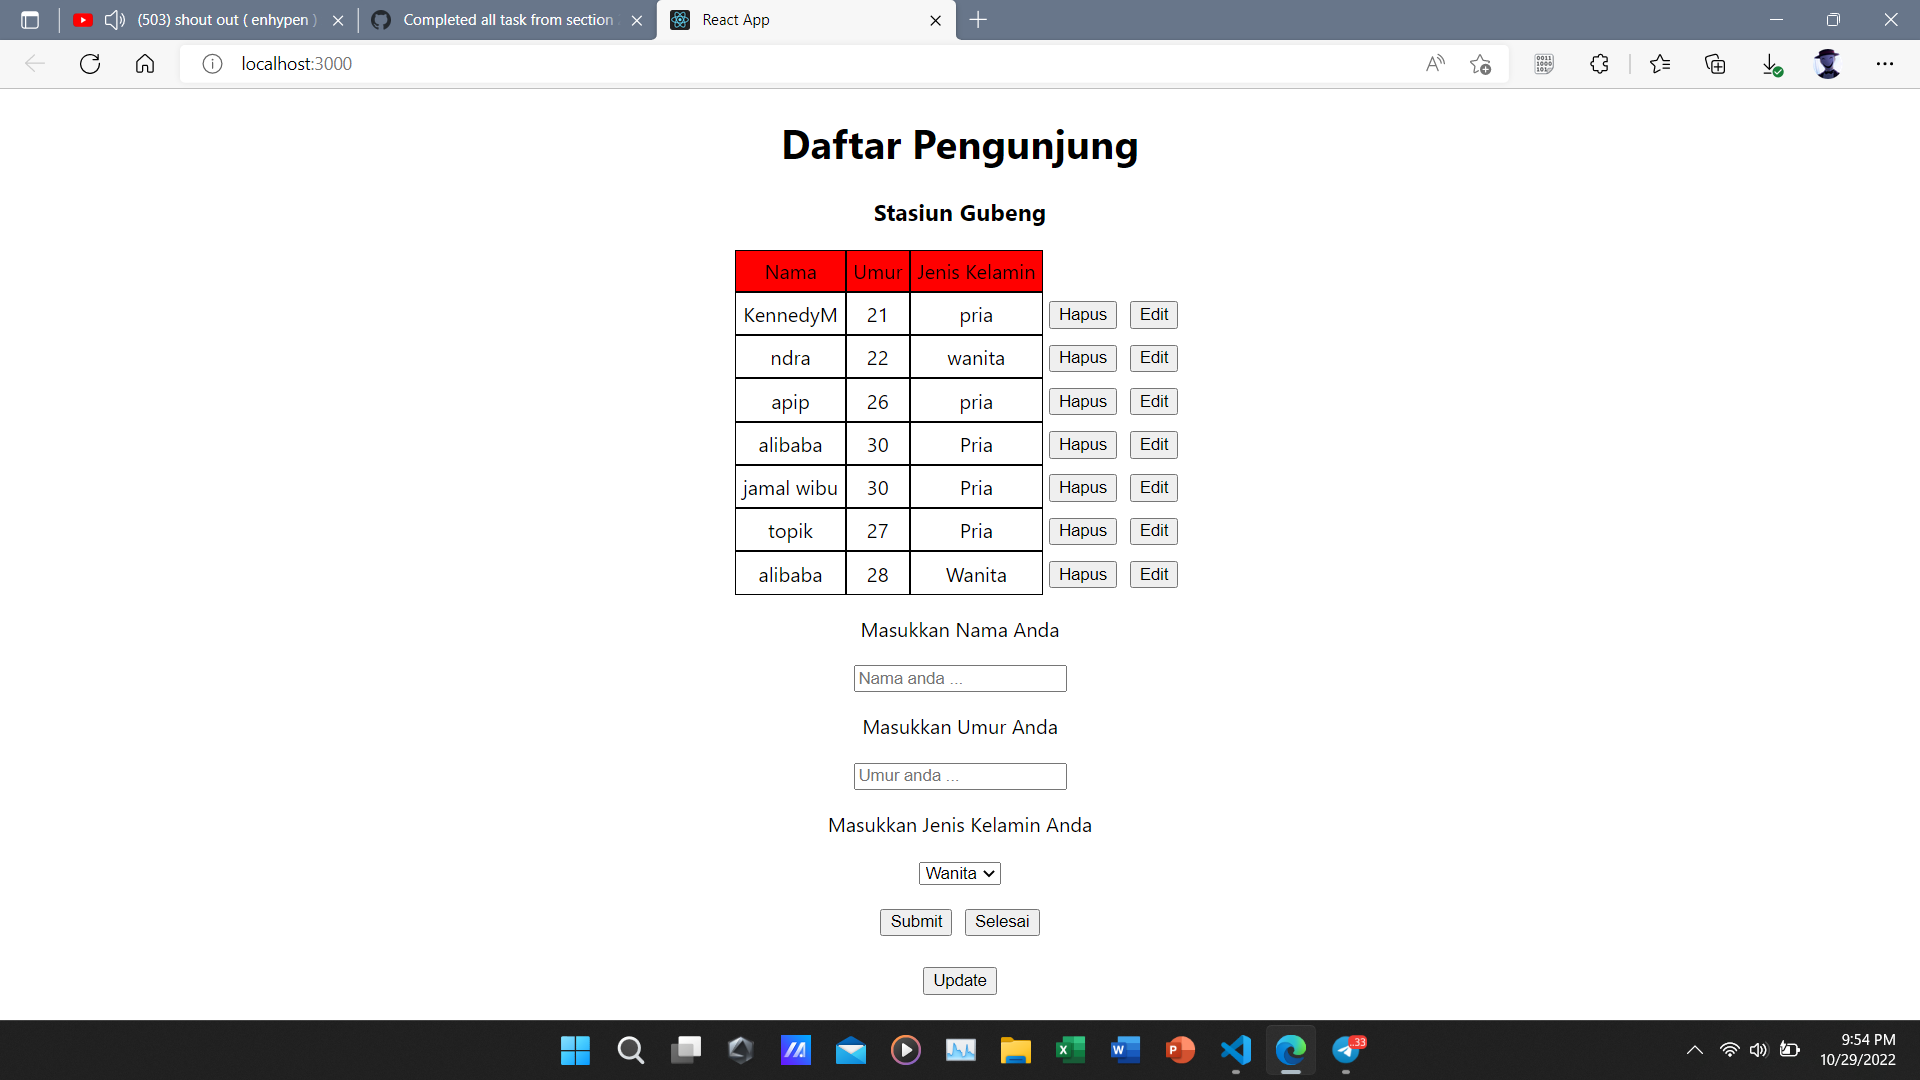 (503) shout out ( enhypen )
Completed all task from section
React App
localhost:3000
Daftar Pengunjung
Stasiun Gubeng
Nama Umur Jenis Kelamin
KennedyM 21 pria Hapus Edit
ndra 22 wanita Hapus Edit
apip 26 pria Hapus Edit
alibaba 30 Pria Hapus Edit
jamal wibu 30 Pria Hapus Edit
topik 27 Pria Hapus Edit
alibaba 28 Wanita Hapus Edit
Masukkan Nama Anda
Nama anda ...
Masukkan Umur Anda
Umur anda ...
Masukkan Jenis Kelamin Anda
Wanita
Submit Selesai
Update
33
9:54 PM
10/29/2022